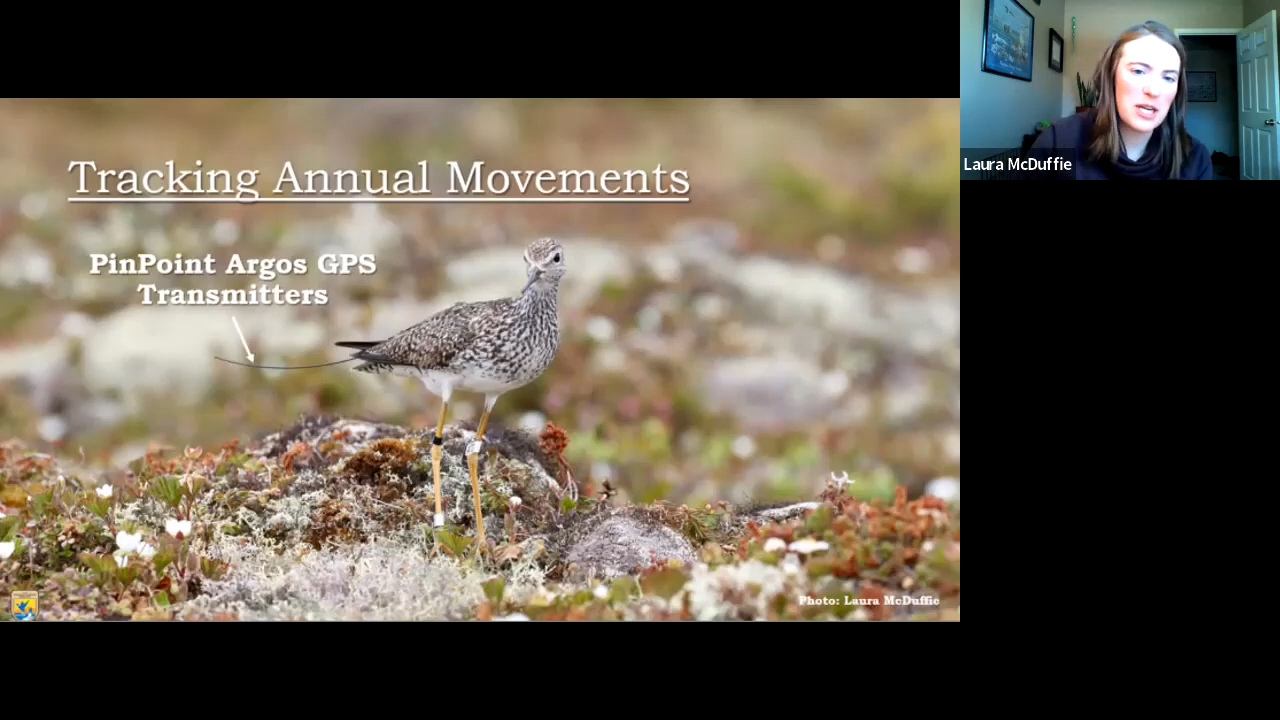 Tracking Annual Movements
PinPoint Argos GPS
Transmitters
Photo: Laura McDuffie
Laura McDuffie